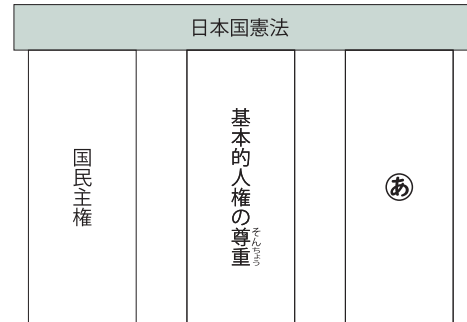 日本国憲法
国民主権
基本的人権の尊重
そんちょう
あ